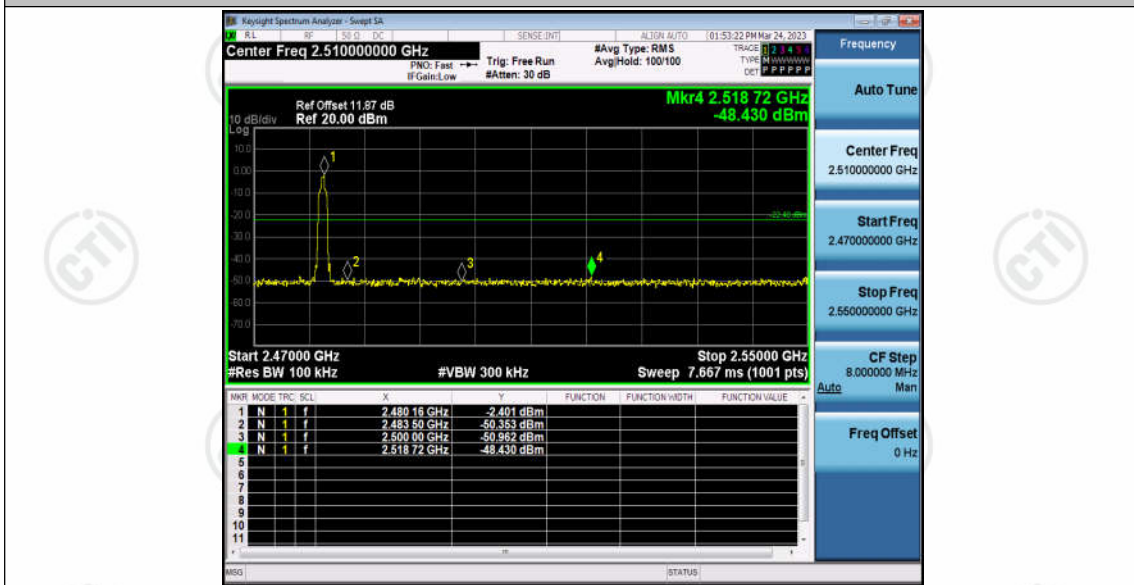 Keysight Spectrum Analyzer - Swept SA
RL RF 50 Ω DC SENSE:INT ALIGN AUTO 01:53:22 PM Mar 24, 2023
Center Freq 2.510000000 GHz
PNO: Fast
IFGain:Low
Trig: Free Run
#Atten: 30 dB
#Avg Type: RMS
Avg|Hold: 100/100
TRACE 1 2 3 4 5 6
TYPE M WWWWW
DET P P P P P P
Ref Offset 11.87 dB
10 dB/div Ref 20.00 dBm
Log
Mkr4 2.518 72 GHz
-48.430 dBm
10.0
0.00
-10.0
-20.0
-30.0
-40.0
-50.0
-60.0
-70.0
1
2
3
4
Start 2.47000 GHz Stop 2.55000 GHz
#Res BW 100 kHz #VBW 300 kHz Sweep 7.667 ms (1001 pts)
MKR MODE TRC SCL X Y FUNCTION FUNCTION WIDTH FUNCTION VALUE
1 N 1 f 2.480 16 GHz -2.401 dBm
2 N 1 f 2.483 50 GHz -50.353 dBm
3 N 1 f 2.500 00 GHz -50.962 dBm
4 N 1 f 2.518 72 GHz -48.430 dBm
5
6
7
8
9
10
11
MSG STATUS
Frequency
Auto Tune
Center Freq
2.510000000 GHz
Start Freq
2.470000000 GHz
Stop Freq
2.550000000 GHz
CF Step
8.000000 MHz
Auto Man
Freq Offset
0 Hz
CTI
CTI